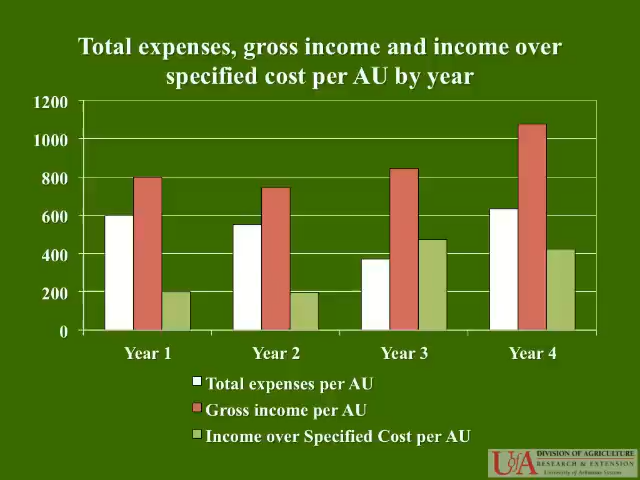 Total expenses, gross income and income over
specified cost per AU by year
1200
1000
800
600
400
200
0
Year 1 Year 2 Year 3 Year 4
Total expenses per AU
Gross income per AU
Income over Specified Cost per AU
UofA DIVISION OF AGRICULTURE
RESEARCH & EXTENSION
University of Arkansas System